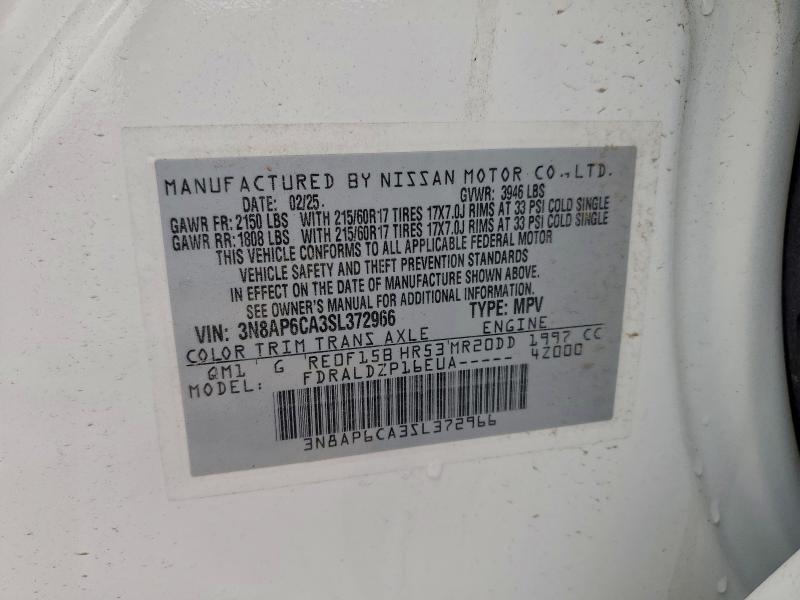 MANUFACTURED BY NISSAN MOTOR CO.,LTD.
DATE: 02/25. GVWR: 3946 LBS
GAWR FR: 2150 LBS WITH 215/60R17 TIRES 17X7.0J RIMS AT 33 PSI COLD SINGLE
GAWR RR: 1808 LBS WITH 215/60R17 TIRES 17X7.0J RIMS AT 33 PSI COLD SINGLE
THIS VEHICLE CONFORMS TO ALL APPLICABLE FEDERAL MOTOR
VEHICLE SAFETY AND THEFT PREVENTION STANDARDS
IN EFFECT ON THE DATE OF MANUFACTURE SHOWN ABOVE.
SEE OWNER'S MANUAL FOR ADDITIONAL INFORMATION.
VIN: 3N8AP6CA3SL372966 TYPE: MPV
COLOR TRIM TRANS AXLE ENGINE
QM1 G RE0F15B HR53 MR20DD 1997 CC
MODEL: FDRALDZP16EUA----- 4Z000
3N8AP6CA3SL372966